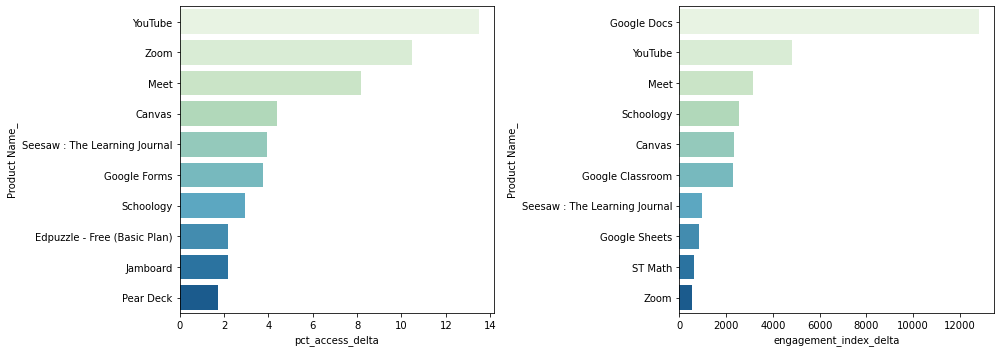 Product Name_
YouTube
Zoom
Meet
Canvas
Seesaw : The Learning Journal
Google Forms
Schoology
Edpuzzle - Free (Basic Plan)
Jamboard
Pear Deck
0 2 4 6 8 10 12 14
pct_access_delta
Product Name_
Google Docs
YouTube
Meet
Schoology
Canvas
Google Classroom
Seesaw : The Learning Journal
Google Sheets
ST Math
Zoom
0 2000 4000 6000 8000 10000 12000
engagement_index_delta